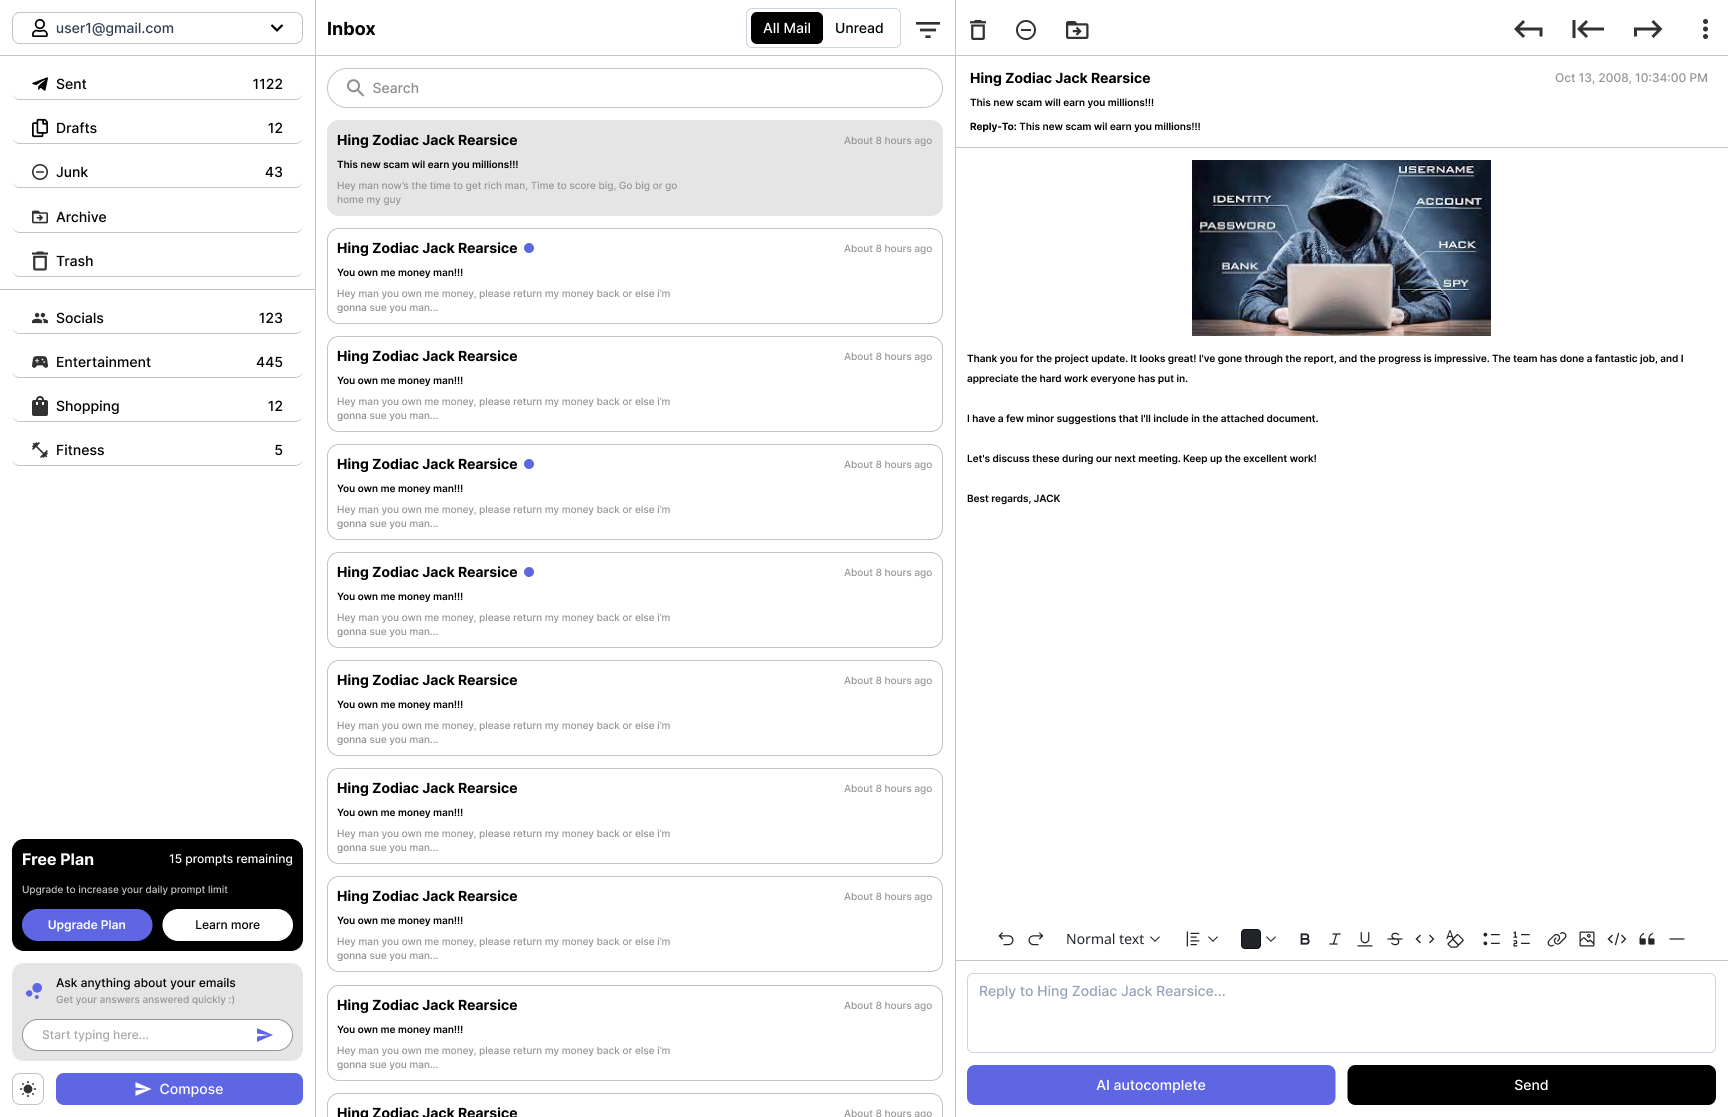 user1@gmail.com
Sent 1122
Drafts 12
Junk 43
Archive
Trash
Socials 123
Entertainment 445
Shopping 12
Fitness 5
Free Plan 15 prompts remaining
Upgrade to increase your daily prompt limit
Upgrade Plan Learn more
Ask anything about your emails
Get your answers answered quickly :)
Start typing here...
Compose
Inbox
All Mail Unread
Search
Hing Zodiac Jack Rearsice About 8 hours ago
This new scam wil earn you millions!!!
Hey man now's the time to get rich man, Time to score big, Go big or go
home my guy
Hing Zodiac Jack Rearsice About 8 hours ago
You own me money man!!!
Hey man you own me money, please return my money back or else i'm
gonna sue you man...
Hing Zodiac Jack Rearsice About 8 hours ago
You own me money man!!!
Hey man you own me money, please return my money back or else i'm
gonna sue you man...
Hing Zodiac Jack Rearsice About 8 hours ago
You own me money man!!!
Hey man you own me money, please return my money back or else i'm
gonna sue you man...
Hing Zodiac Jack Rearsice About 8 hours ago
You own me money man!!!
Hey man you own me money, please return my money back or else i'm
gonna sue you man...
Hing Zodiac Jack Rearsice About 8 hours ago
You own me money man!!!
Hey man you own me money, please return my money back or else i'm
gonna sue you man...
Hing Zodiac Jack Rearsice About 8 hours ago
You own me money man!!!
Hey man you own me money, please return my money back or else i'm
gonna sue you man...
Hing Zodiac Jack Rearsice About 8 hours ago
You own me money man!!!
Hey man you own me money, please return my money back or else i'm
gonna sue you man...
Hing Zodiac Jack Rearsice About 8 hours ago
You own me money man!!!
Hey man you own me money, please return my money back or else i'm
gonna sue you man...
Hing Zodiac Jack Rearsice About 8 hours ago
Hing Zodiac Jack Rearsice Oct 13, 2008, 10:34:00 PM
This new scam will earn you millions!!!
Reply-To: This new scam wil earn you millions!!!
USERNAME
IDENTITY
ACCOUNT
PASSWORD
HACK
BANK
SPY
Thank you for the project update. It looks great! I've gone through the report, and the progress is impressive. The team has done a fantastic job, and I
appreciate the hard work everyone has put in.
I have a few minor suggestions that I'll include in the attached document.
Let's discuss these during our next meeting. Keep up the excellent work!
Best regards, JACK
Normal text
Reply to Hing Zodiac Jack Rearsice...
AI autocomplete Send